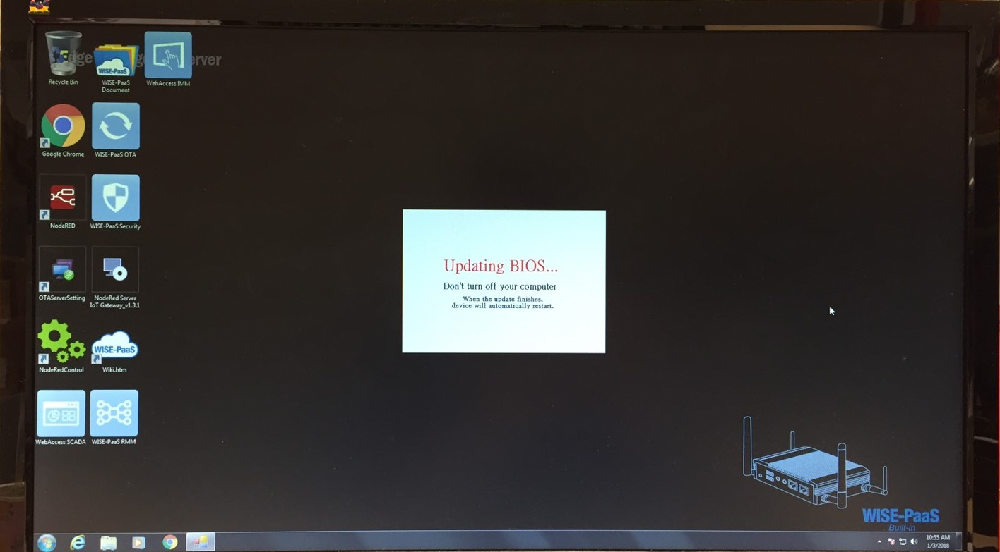 erver
Recycle Bin
WISE-PaaS
WISE-PaaS
Document
WebAccess IMM
Google Chrome
WISE-PaaS OTA
NodeRED
WISE-PaaS Security
OTAServerSetting
NodeRed Server
IoT Gateway_v1.3.1
WISE-PaaS
NodeRedControl
Wiki.htm
WebAccess SCADA
WISE-PaaS RMM
Updating BIOS...
Don't turn off your computer
When the update finishes,
device will automatically restart.
WISE-PaaS
Built-in
10:55 AM
1/3/2018